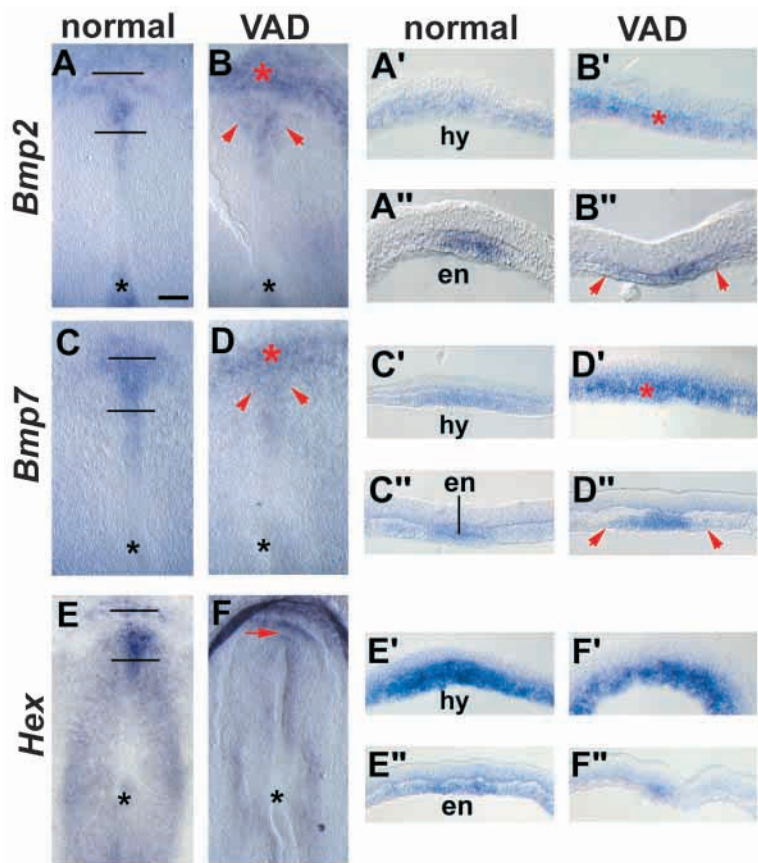 normal VAD normal VAD
Bmp2
A B A' B'
*
hy *
A" B"
en
* *
Bmp7
C D C' D'
*
hy *
en
C" D"
* *
Hex
E F E' F'
hy
E" F"
* *
en